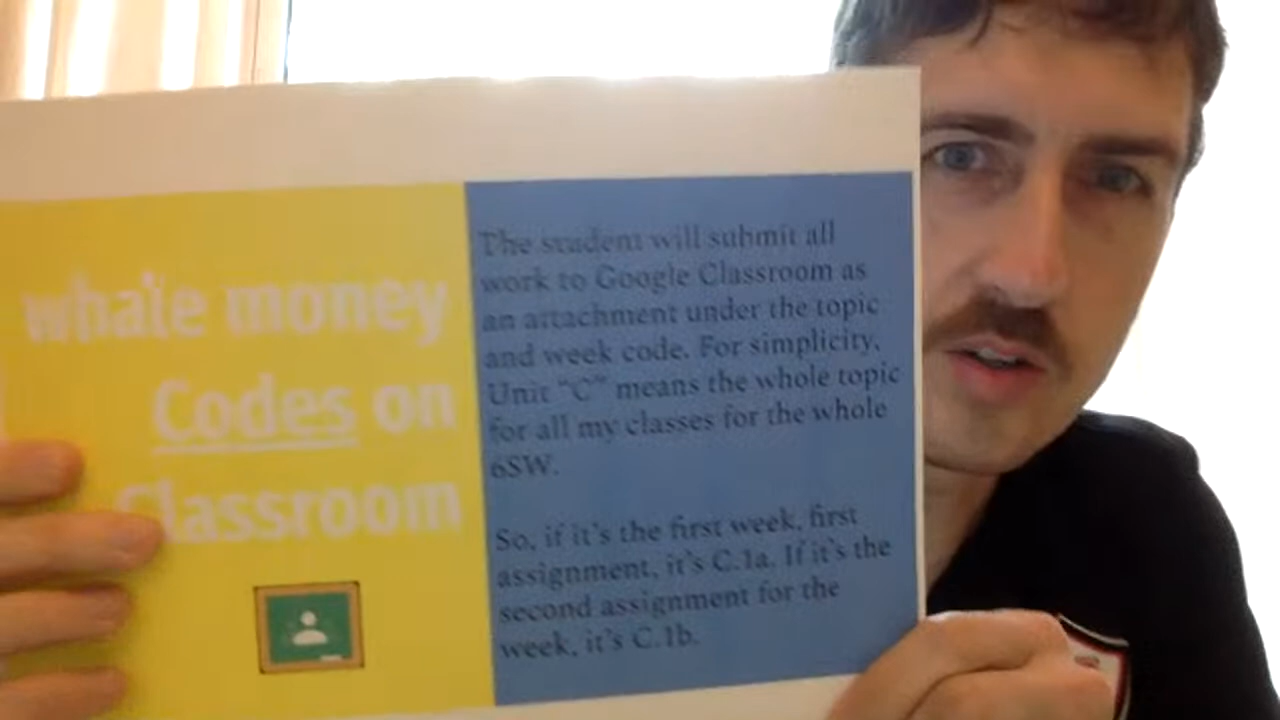 whale money
Codes on
Classroom
The student will submit all
work to Google Classroom as
an attachment under the topic
and week code. For simplicity,
Unit “C” means the whole topic
for all my classes for the whole
6SW.
So, if it's the first week, first
assignment, it's C.1a. If it's the
second assignment for the
week, it's C.1b.